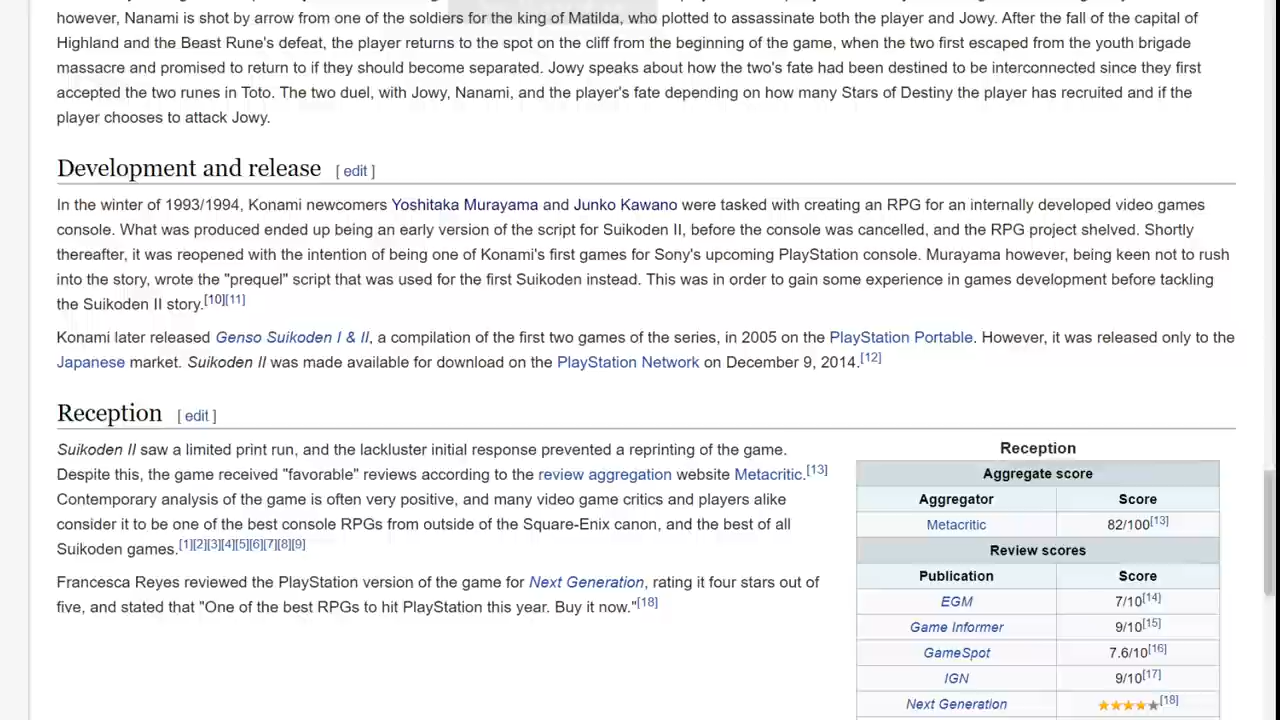 however, Nanami is shot by arrow from one of the soldiers for the king of Matilda, who plotted to assassinate both the player and Jowy. After the fall of the capital of
Highland and the Beast Rune's defeat, the player returns to the spot on the cliff from the beginning of the game, when the two first escaped from the youth brigade
massacre and promised to return to if they should become separated. Jowy speaks about how the two's fate had been destined to be interconnected since they first
accepted the two runes in Toto. The two duel, with Jowy, Nanami, and the player's fate depending on how many Stars of Destiny the player has recruited and if the
player chooses to attack Jowy.
Development and release [ edit ]
In the winter of 1993/1994, Konami newcomers Yoshitaka Murayama and Junko Kawano were tasked with creating an RPG for an internally developed video games
console. What was produced ended up being an early version of the script for Suikoden II, before the console was cancelled, and the RPG project shelved. Shortly
thereafter, it was reopened with the intention of being one of Konami's first games for Sony's upcoming PlayStation console. Murayama however, being keen not to rush
into the story, wrote the "prequel" script that was used for the first Suikoden instead. This was in order to gain some experience in games development before tackling
the Suikoden II story.[10][11]
Konami later released Genso Suikoden I & II, a compilation of the first two games of the series, in 2005 on the PlayStation Portable. However, it was released only to the
Japanese market. Suikoden II was made available for download on the PlayStation Network on December 9, 2014.[12]
Reception [ edit ]
Suikoden II saw a limited print run, and the lackluster initial response prevented a reprinting of the game.
Despite this, the game received "favorable" reviews according to the review aggregation website Metacritic.[13]
Contemporary analysis of the game is often very positive, and many video game critics and players alike
consider it to be one of the best console RPGs from outside of the Square-Enix canon, and the best of all
Suikoden games.[1][2][3][4][5][6][7][8][9]
Francesca Reyes reviewed the PlayStation version of the game for Next Generation, rating it four stars out of
five, and stated that "One of the best RPGs to hit PlayStation this year. Buy it now."[18]
Reception
Aggregate score
Aggregator Score
Metacritic 82/100[13]
Review scores
Publication Score
EGM 7/10[14]
Game Informer 9/10[15]
GameSpot 7.6/10[16]
IGN 9/10[17]
Next Generation ★★★★★[18]